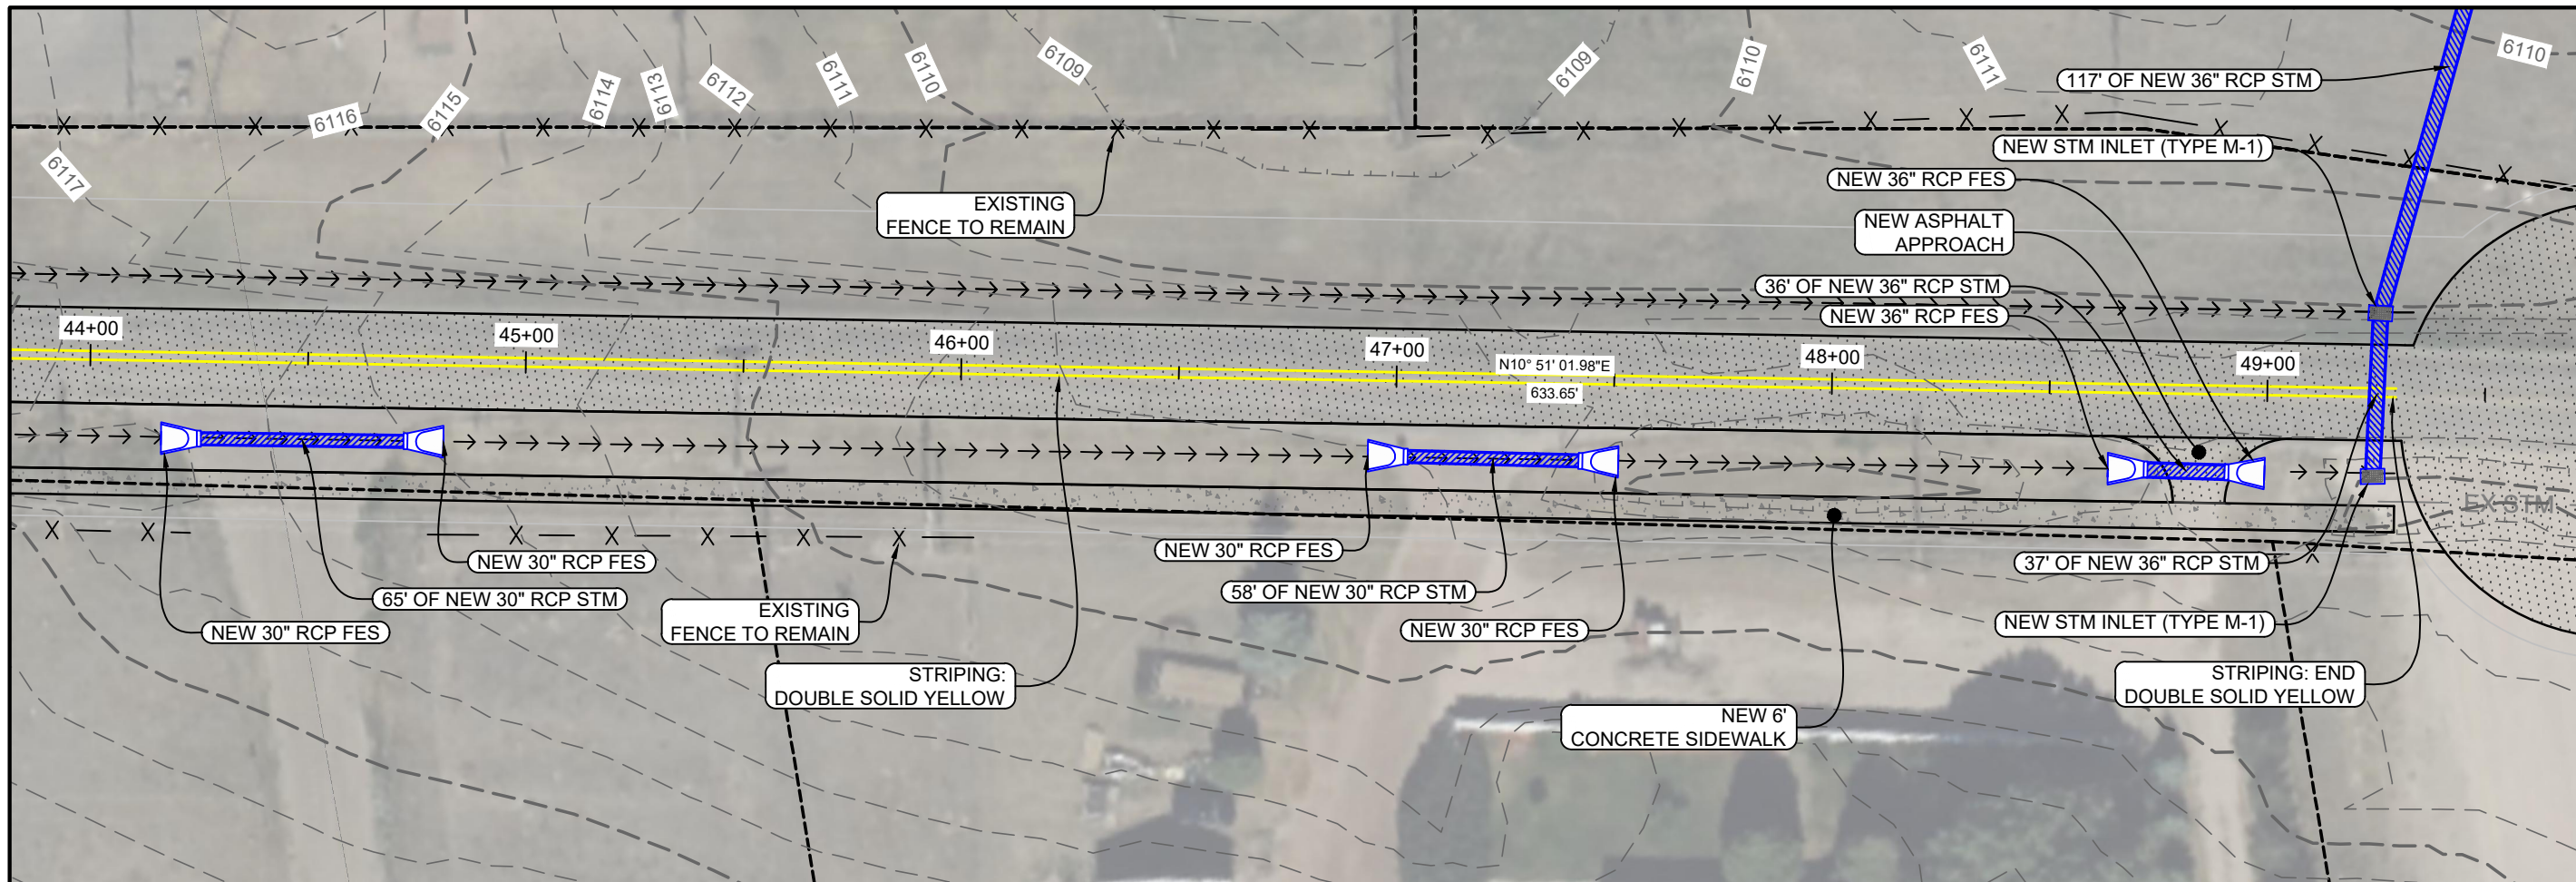 6116
6115
6114
6113
6112
6111
6110
6109
6109
6110
6111
6110
6117
117' OF NEW 36" RCP STM
NEW STM INLET (TYPE M-1)
NEW 36" RCP FES
EXISTING
FENCE TO REMAIN
NEW ASPHALT
APPROACH
36' OF NEW 36" RCP STM
NEW 36" RCP FES
44+00
45+00
46+00
47+00
48+00
49+00
N10° 51' 01.98"E
633.65'
EX STM
NEW 30" RCP FES
65' OF NEW 30" RCP STM
NEW 30" RCP FES
EXISTING
FENCE TO REMAIN
STRIPING:
DOUBLE SOLID YELLOW
NEW 30" RCP FES
58' OF NEW 30" RCP STM
NEW 30" RCP FES
NEW 6'
CONCRETE SIDEWALK
37' OF NEW 36" RCP STM
NEW STM INLET (TYPE M-1)
STRIPING: END
DOUBLE SOLID YELLOW